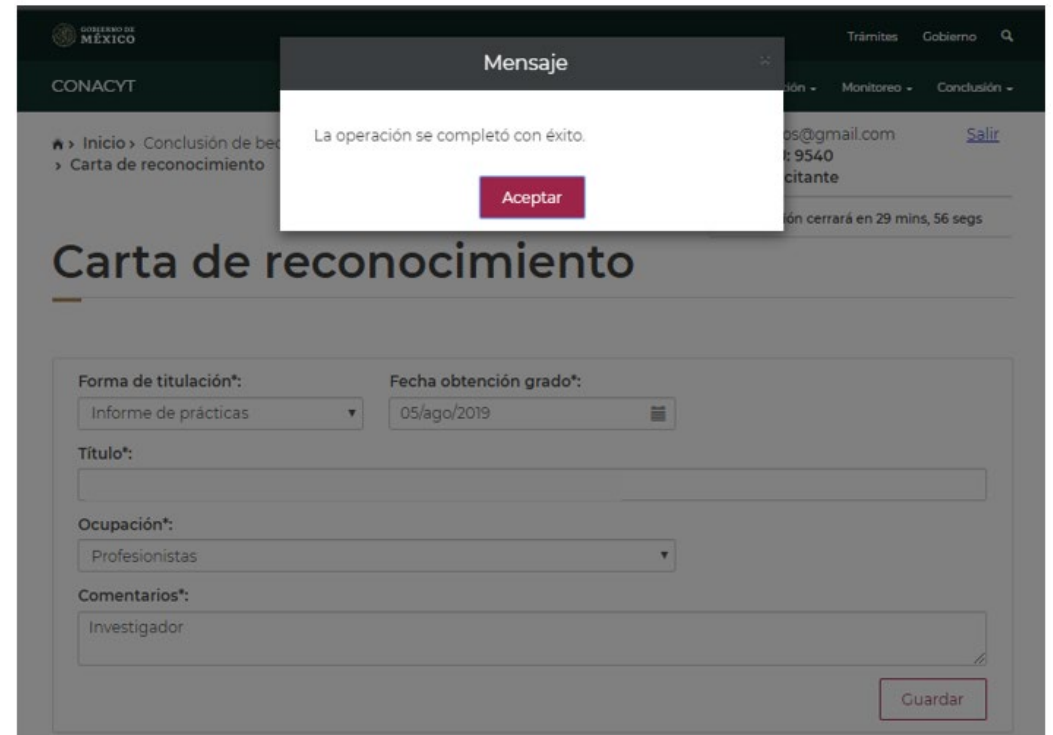 GOBIERNO DE
MÉXICO
Trámites Gobierno
Mensaje
CONACYT
ción Monitoreo Conclusión
La operación se completó con éxito.
Inicio > Conclusión de bec
os@gmail.com Salir
> Carta de reconocimiento
: 9540
citante
Aceptar
ión cerrará en 29 mins, 56 segs
Carta de reconocimiento
Forma de titulación*: Fecha obtención grado*:
Informe de prácticas 05/ago/2019
Título*:
Ocupación*:
Profesionistas
Comentarios*:
Investigador
Guardar